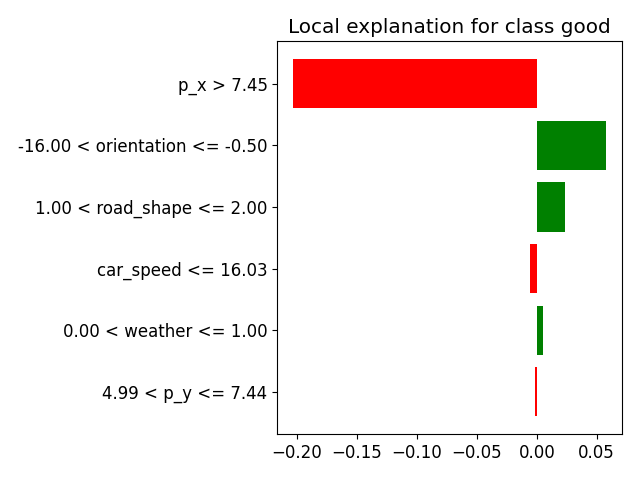 Local explanation for class good
p_x > 7.45
-16.00 < orientation <= -0.50
1.00 < road_shape <= 2.00
car_speed <= 16.03
0.00 < weather <= 1.00
4.99 < p_y <= 7.44
−0.20 −0.15 −0.10 −0.05 0.00 0.05